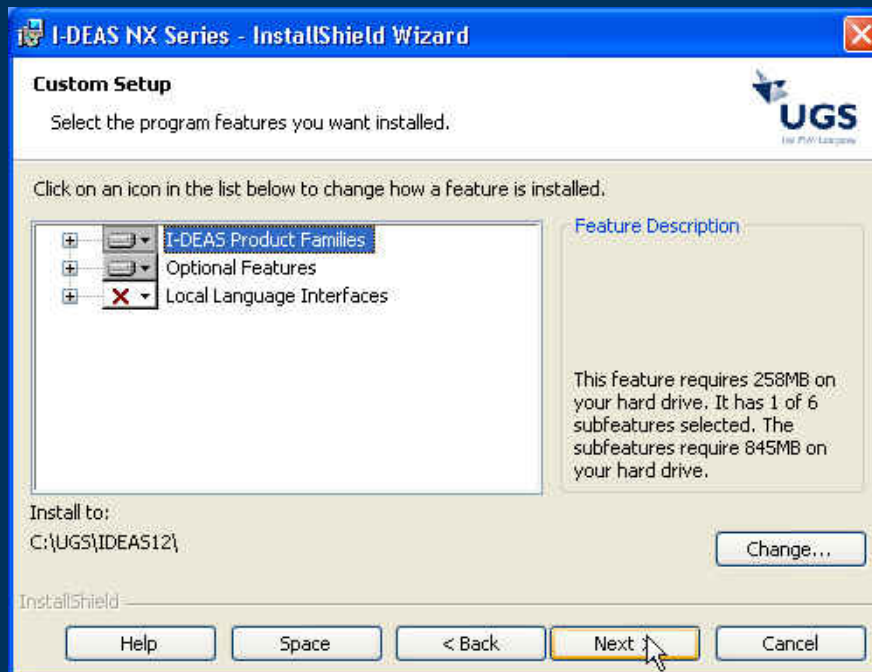 I-DEAS NX Series - InstallShield Wizard
Custom Setup
Select the program features you want installed.
UGS
The PLM Company
Click on an icon in the list below to change how a feature is installed.
I-DEAS Product Families
Optional Features
Local Language Interfaces
Feature Description
This feature requires 258MB on
your hard drive. It has 1 of 6
subfeatures selected. The
subfeatures require 845MB on
your hard drive.
Install to:
C:\UGS\IDEAS12\
Change...
InstallShield
Help
Space
< Back
Next >
Cancel